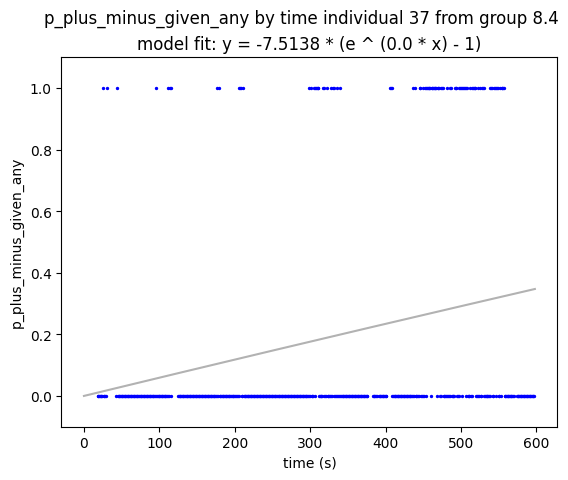 p_plus_minus_given_any by time individual 37 from group 8.4
model fit: y = -7.5138 * (e ^ (0.0 * x) - 1)
1.0
0.8
0.6
0.4
0.2
0.0
p_plus_minus_given_any
0 100 200 300 400 500 600
time (s)